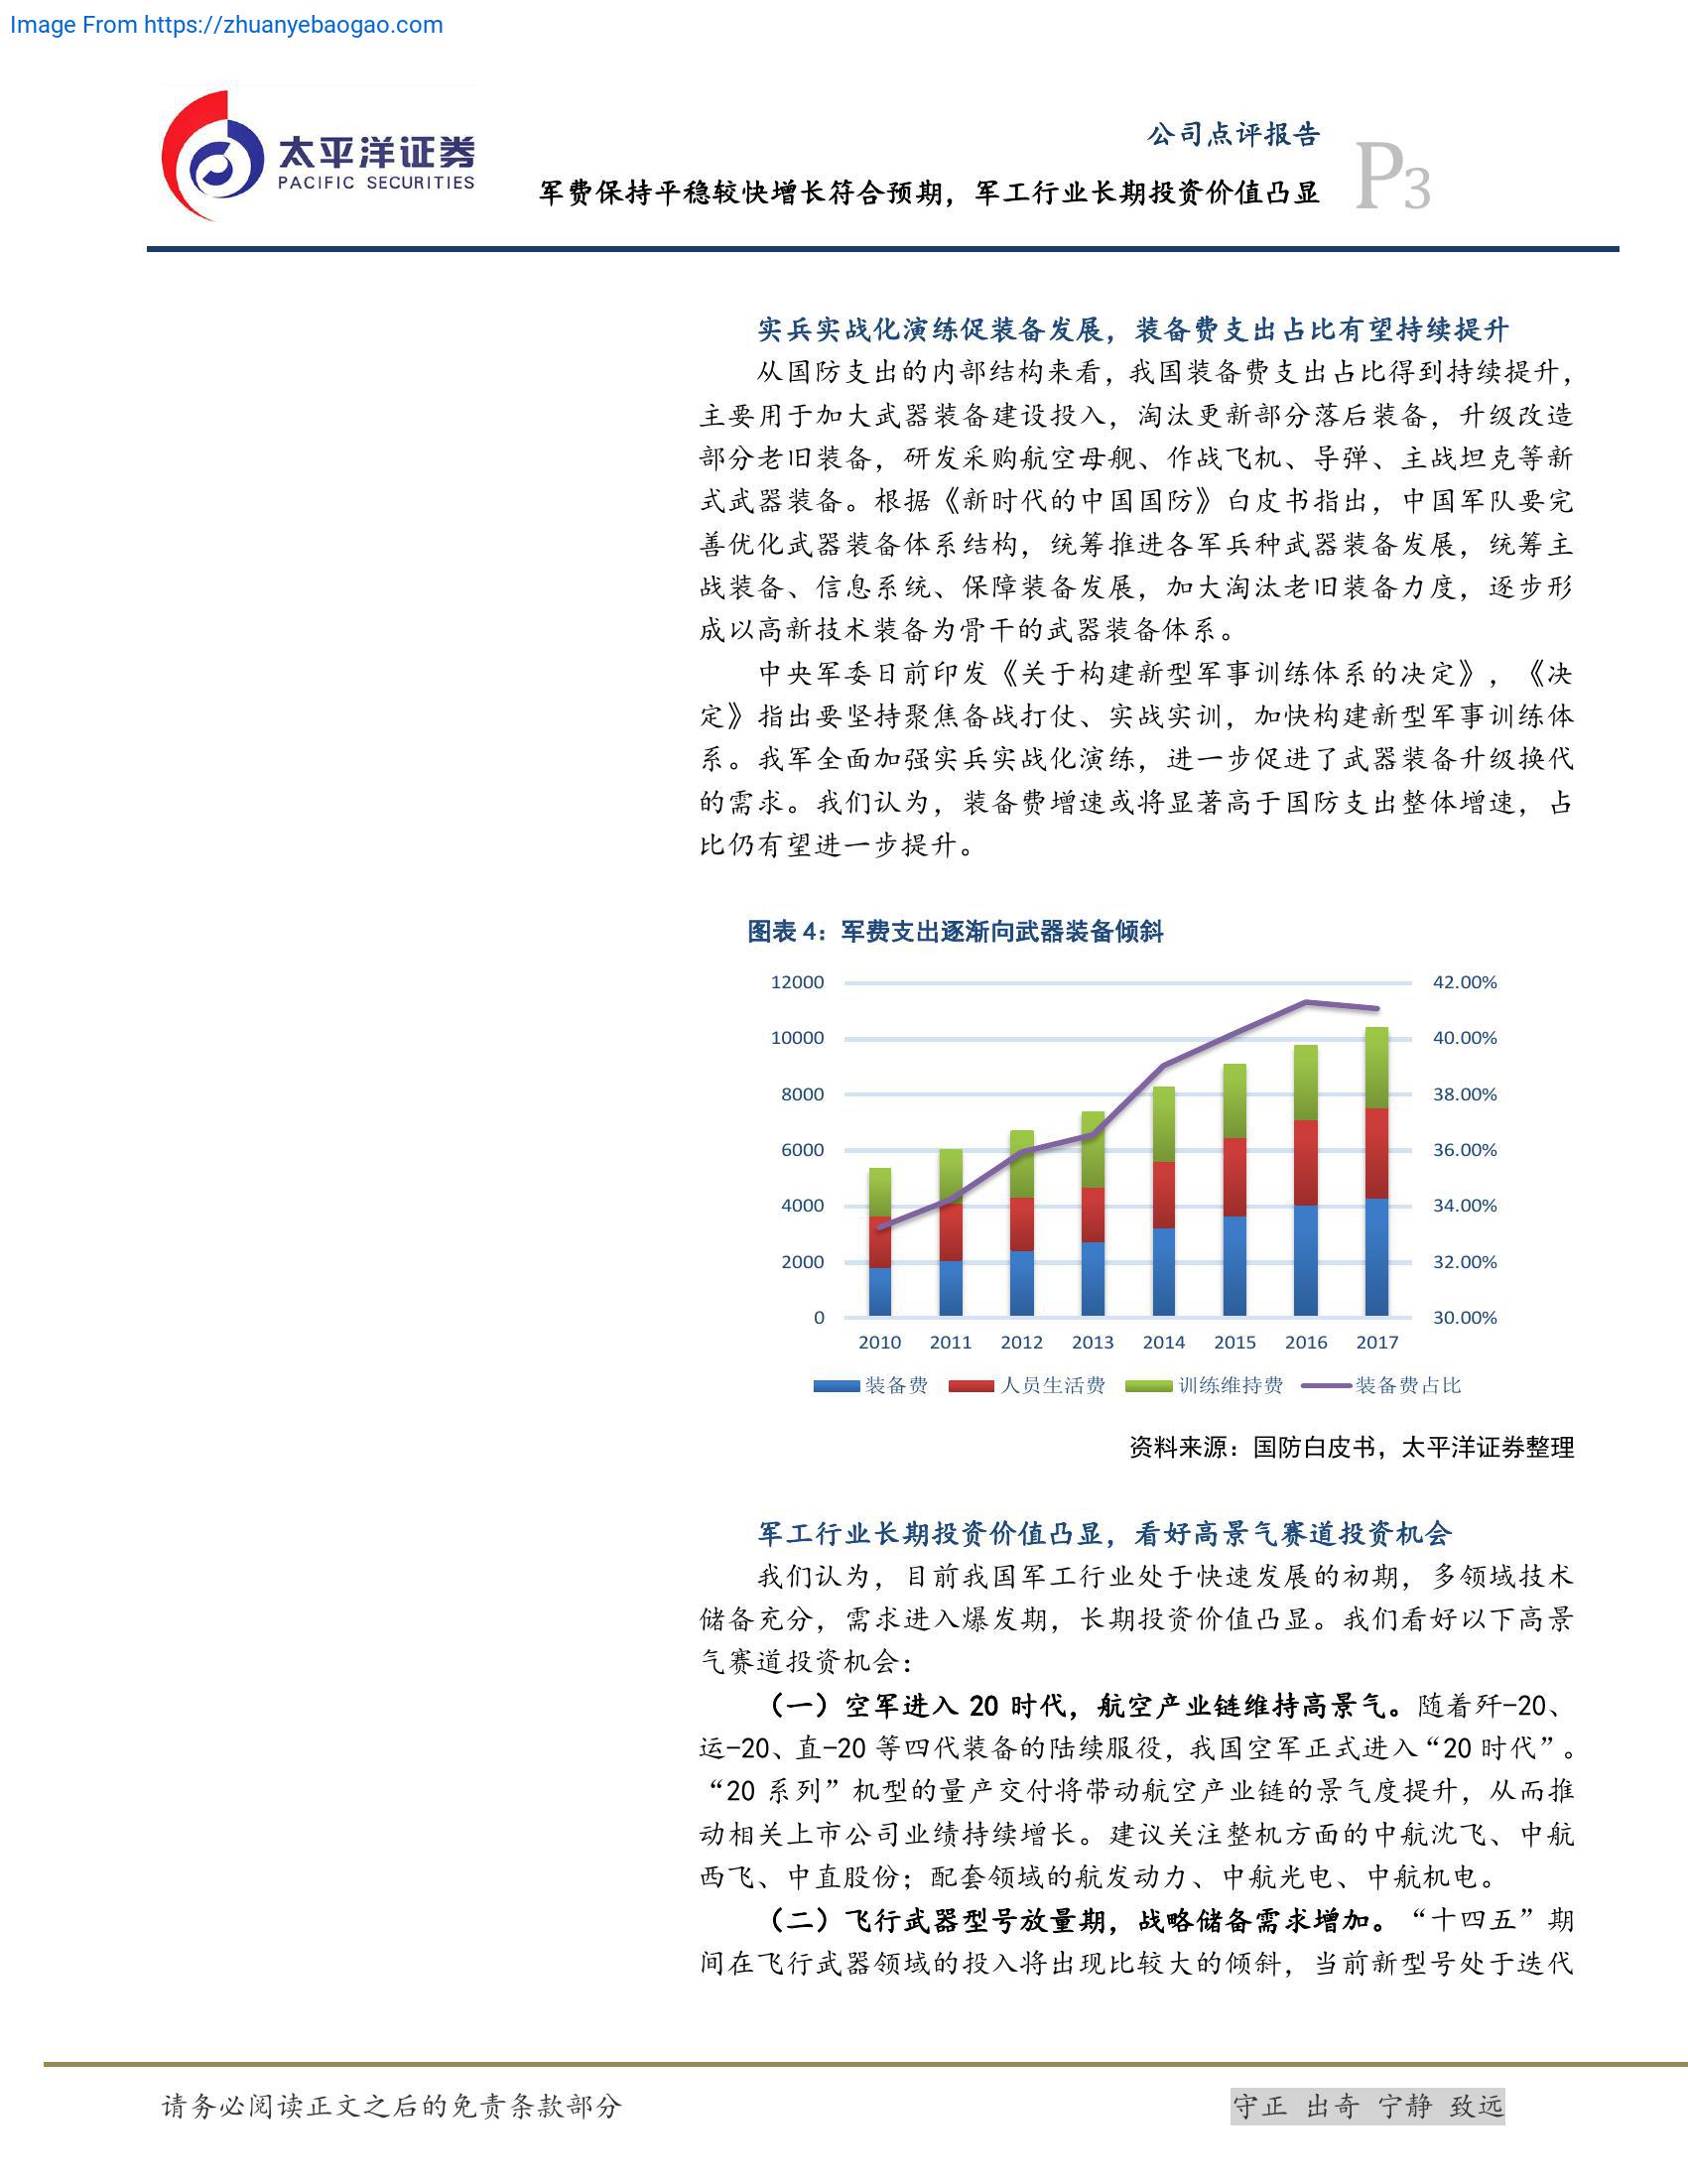 Image From https://zhuanyebaogao.com
太平洋证券
PACIFIC SECURITIES
公司点评报告
军费保持平稳较快增长符合预期，军工行业长期投资价值凸显
P3
实兵实战化演练促装备发展，装备费支出占比有望持续提升
从国防支出的内部结构来看，我国装备费支出占比得到持续提升，
主要用于加大武器装备建设投入，淘汰更新部分落后装备，升级改造
部分老旧装备，研发采购航空母舰、作战飞机、导弹、主战坦克等新
式武器装备。根据《新时代的中国国防》白皮书指出，中国军队要完
善优化武器装备体系结构，统筹推进各军兵种武器装备发展，统筹主
战装备、信息系统、保障装备发展，加大淘汰老旧装备力度，逐步形
成以高新技术装备为骨干的武器装备体系。
中央军委日前印发《关于构建新型军事训练体系的决定》，《决
定》指出要坚持聚焦备战打仗、实战实训，加快构建新型军事训练体
系。我军全面加强实兵实战化演练，进一步促进了武器装备升级换代
的需求。我们认为，装备费增速或将显著高于国防支出整体增速，占
比仍有望进一步提升。
图表 4：军费支出逐渐向武器装备倾斜
12000 42.00%
10000 40.00%
8000 38.00%
6000 36.00%
4000 34.00%
2000 32.00%
0 30.00%
2010 2011 2012 2013 2014 2015 2016 2017
装备费 人员生活费 训练维持费 装备费占比
资料来源：国防白皮书，太平洋证券整理
军工行业长期投资价值凸显，看好高景气赛道投资机会
我们认为，目前我国军工行业处于快速发展的初期，多领域技术
储备充分，需求进入爆发期，长期投资价值凸显。我们看好以下高景
气赛道投资机会：
（一）空军进入 20 时代，航空产业链维持高景气。随着歼-20、
运-20、直-20 等四代装备的陆续服役，我国空军正式进入“20 时代”。
“20 系列”机型的量产交付将带动航空产业链的景气度提升，从而推
动相关上市公司业绩持续增长。建议关注整机方面的中航沈飞、中航
西飞、中直股份；配套领域的航发动力、中航光电、中航机电。
（二）飞行武器型号放量期，战略储备需求增加。“十四五”期
间在飞行武器领域的投入将出现比较大的倾斜，当前新型号处于迭代
请务必阅读正文之后的免责条款部分
守正 出奇 宁静 致远